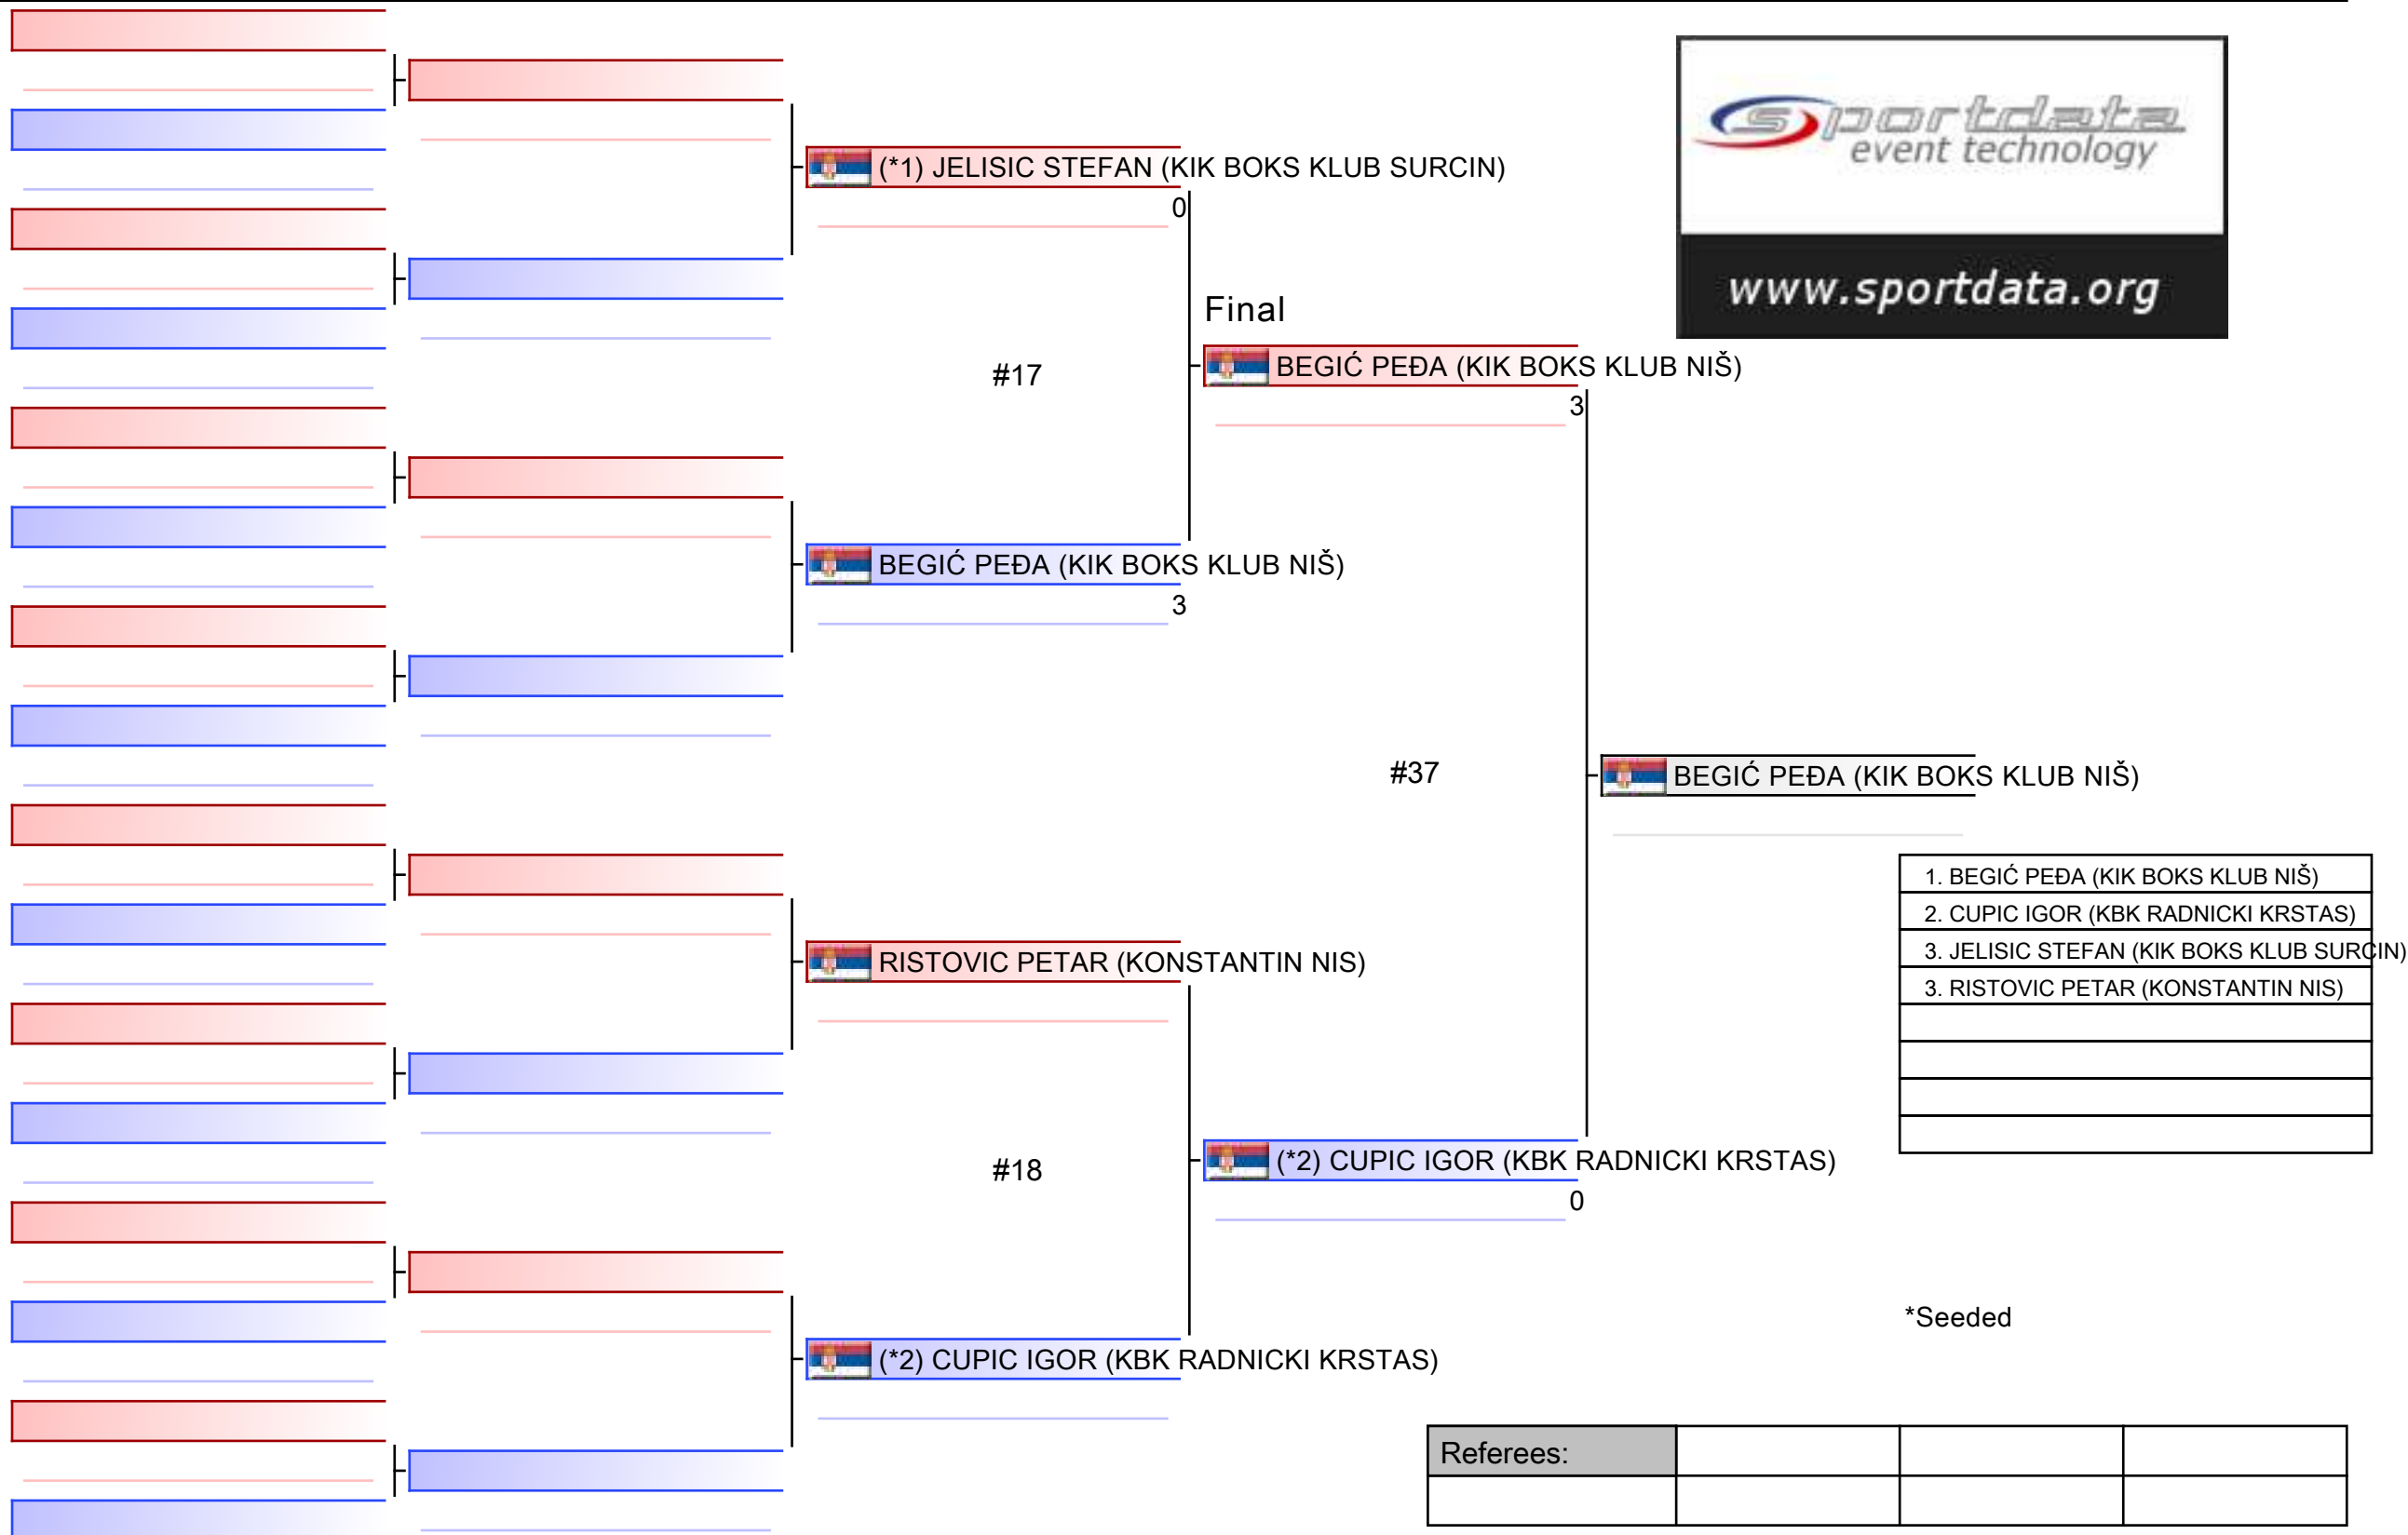 sportdata
event technology
www.sportdata.org
(*1) JELISIC STEFAN (KIK BOKS KLUB SURCIN)
0
Final
#17
BEGIĆ PEĐA (KIK BOKS KLUB NIŠ)
3
BEGIĆ PEĐA (KIK BOKS KLUB NIŠ)
3
#37
BEGIĆ PEĐA (KIK BOKS KLUB NIŠ)
1. BEGIĆ PEĐA (KIK BOKS KLUB NIŠ)
2. CUPIC IGOR (KBK RADNICKI KRSTAS)
3. JELISIC STEFAN (KIK BOKS KLUB SURCIN)
3. RISTOVIC PETAR (KONSTANTIN NIS)
RISTOVIC PETAR (KONSTANTIN NIS)
#18
(*2) CUPIC IGOR (KBK RADNICKI KRSTAS)
0
*Seeded
(*2) CUPIC IGOR (KBK RADNICKI KRSTAS)
Referees: